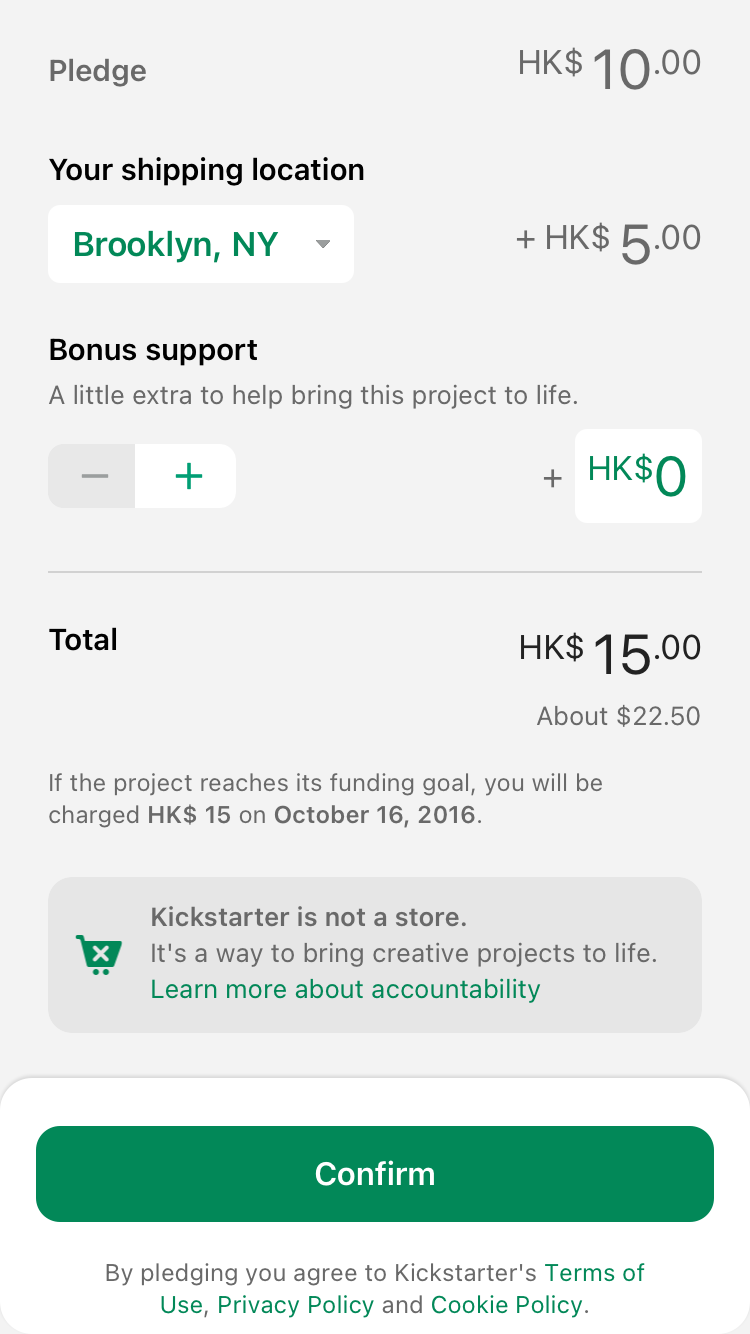 Pledge HK$ 10.00
Your shipping location
Brooklyn, NY + HK$ 5.00
Bonus support
A little extra to help bring this project to life.
− + + HK$0
Total HK$ 15.00
About $22.50
If the project reaches its funding goal, you will be
charged HK$ 15 on October 16, 2016.
Kickstarter is not a store.
It's a way to bring creative projects to life.
Learn more about accountability
Confirm
By pledging you agree to Kickstarter's Terms of
Use, Privacy Policy and Cookie Policy.